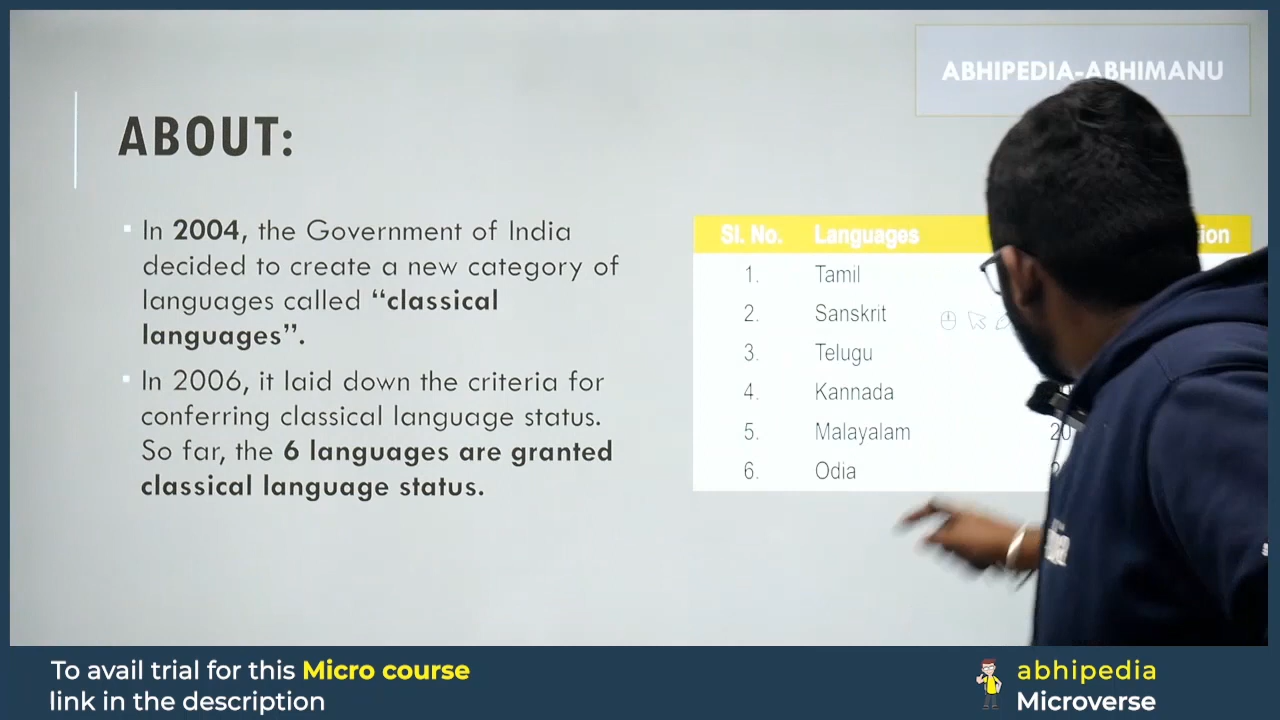 ABHIPEDIA-ABHIMANU
ABOUT:
In 2004, the Government of India
decided to create a new category of
languages called “classical
languages”.
In 2006, it laid down the criteria for
conferring classical language status.
So far, the 6 languages are granted
classical language status.
Sl. No. Languages
1. Tamil
2. Sanskrit
3. Telugu
4. Kannada
5. Malayalam
6. Odia
To avail trial for this Micro course
link in the description
abhipedia
Microverse